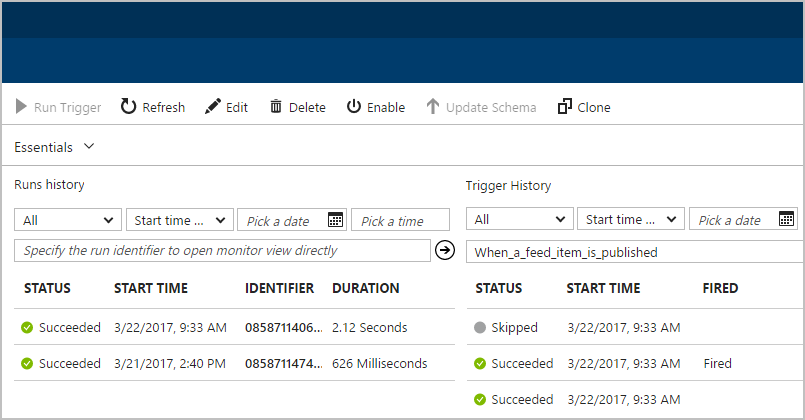 Run Trigger Refresh Edit Delete Enable Update Schema Clone
Essentials
Runs history
All Start time ... Pick a date Pick a time
Specify the run identifier to open monitor view directly
STATUS START TIME IDENTIFIER DURATION
Succeeded 3/22/2017, 9:33 AM 0858711406... 2.12 Seconds
Succeeded 3/21/2017, 2:40 PM 0858711474... 626 Milliseconds
Trigger History
All Start time ... Pick a date
When_a_feed_item_is_published
STATUS START TIME FIRED
Skipped 3/22/2017, 9:33 AM
Succeeded 3/22/2017, 9:33 AM Fired
Succeeded 3/22/2017, 9:33 AM